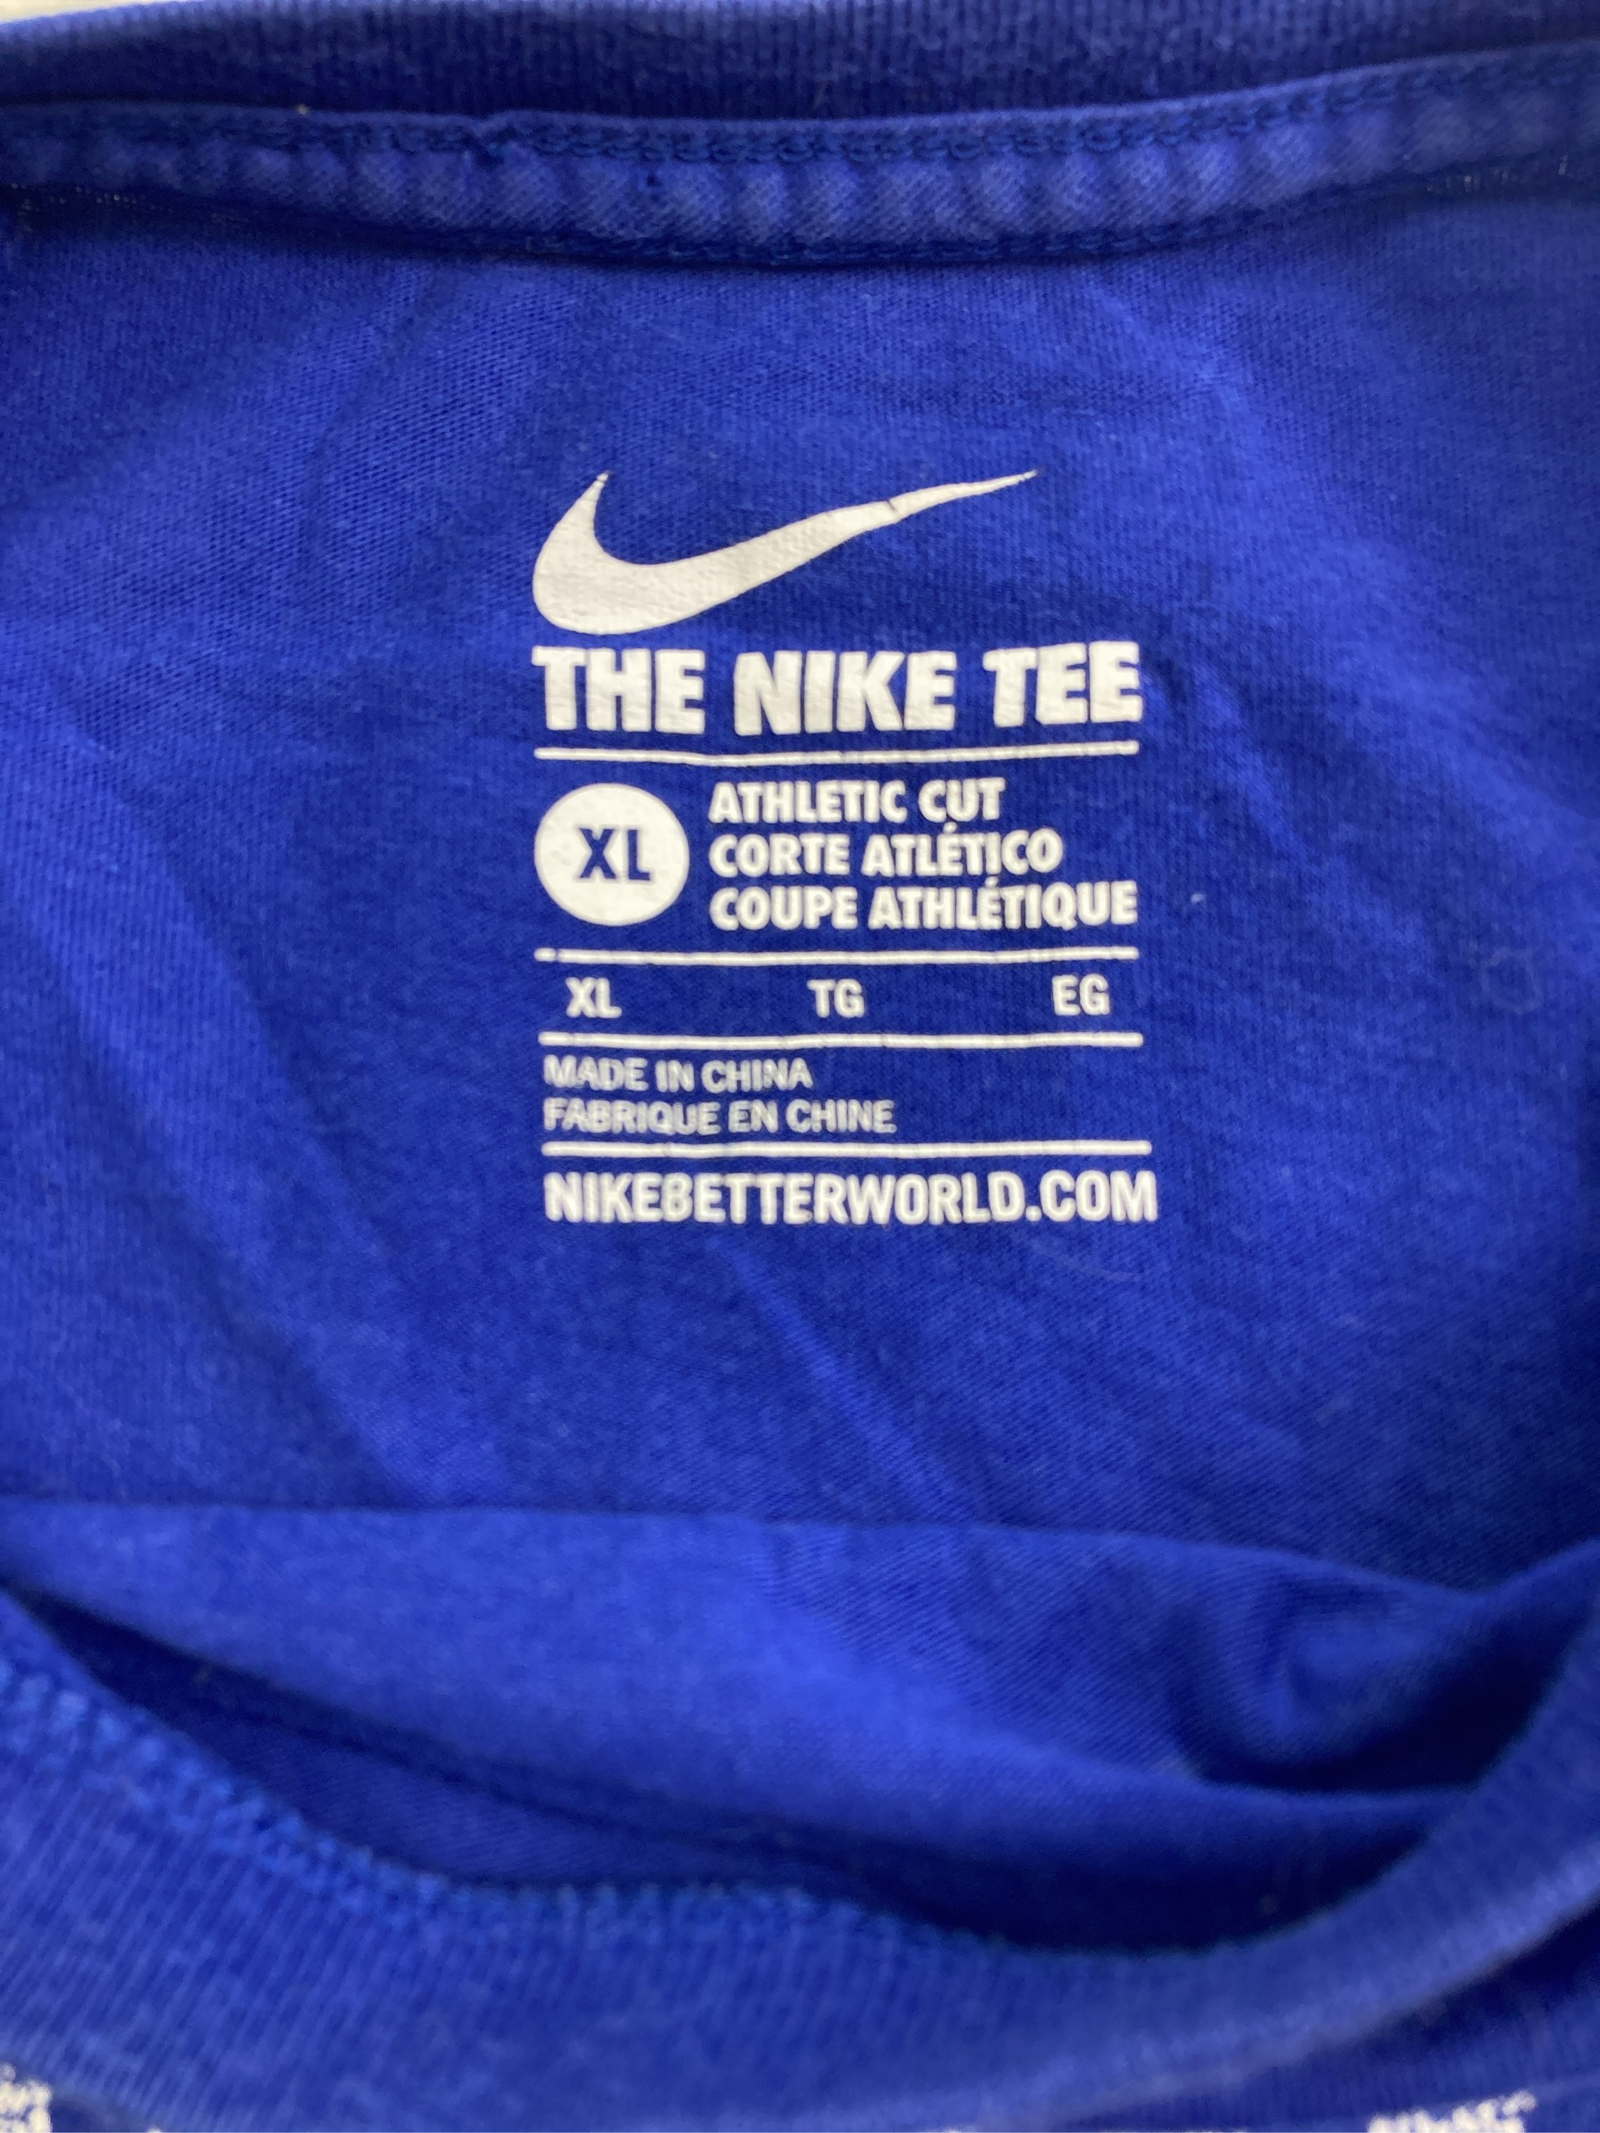 THE NIKE TEE
XL
ATHLETIC CUT
CORTE ATLÉTICO
COUPE ATHLÉTIQUE
XL TG EG
MADE IN CHINA
FABRIQUE EN CHINE
NIKEBETTERWORLD.COM